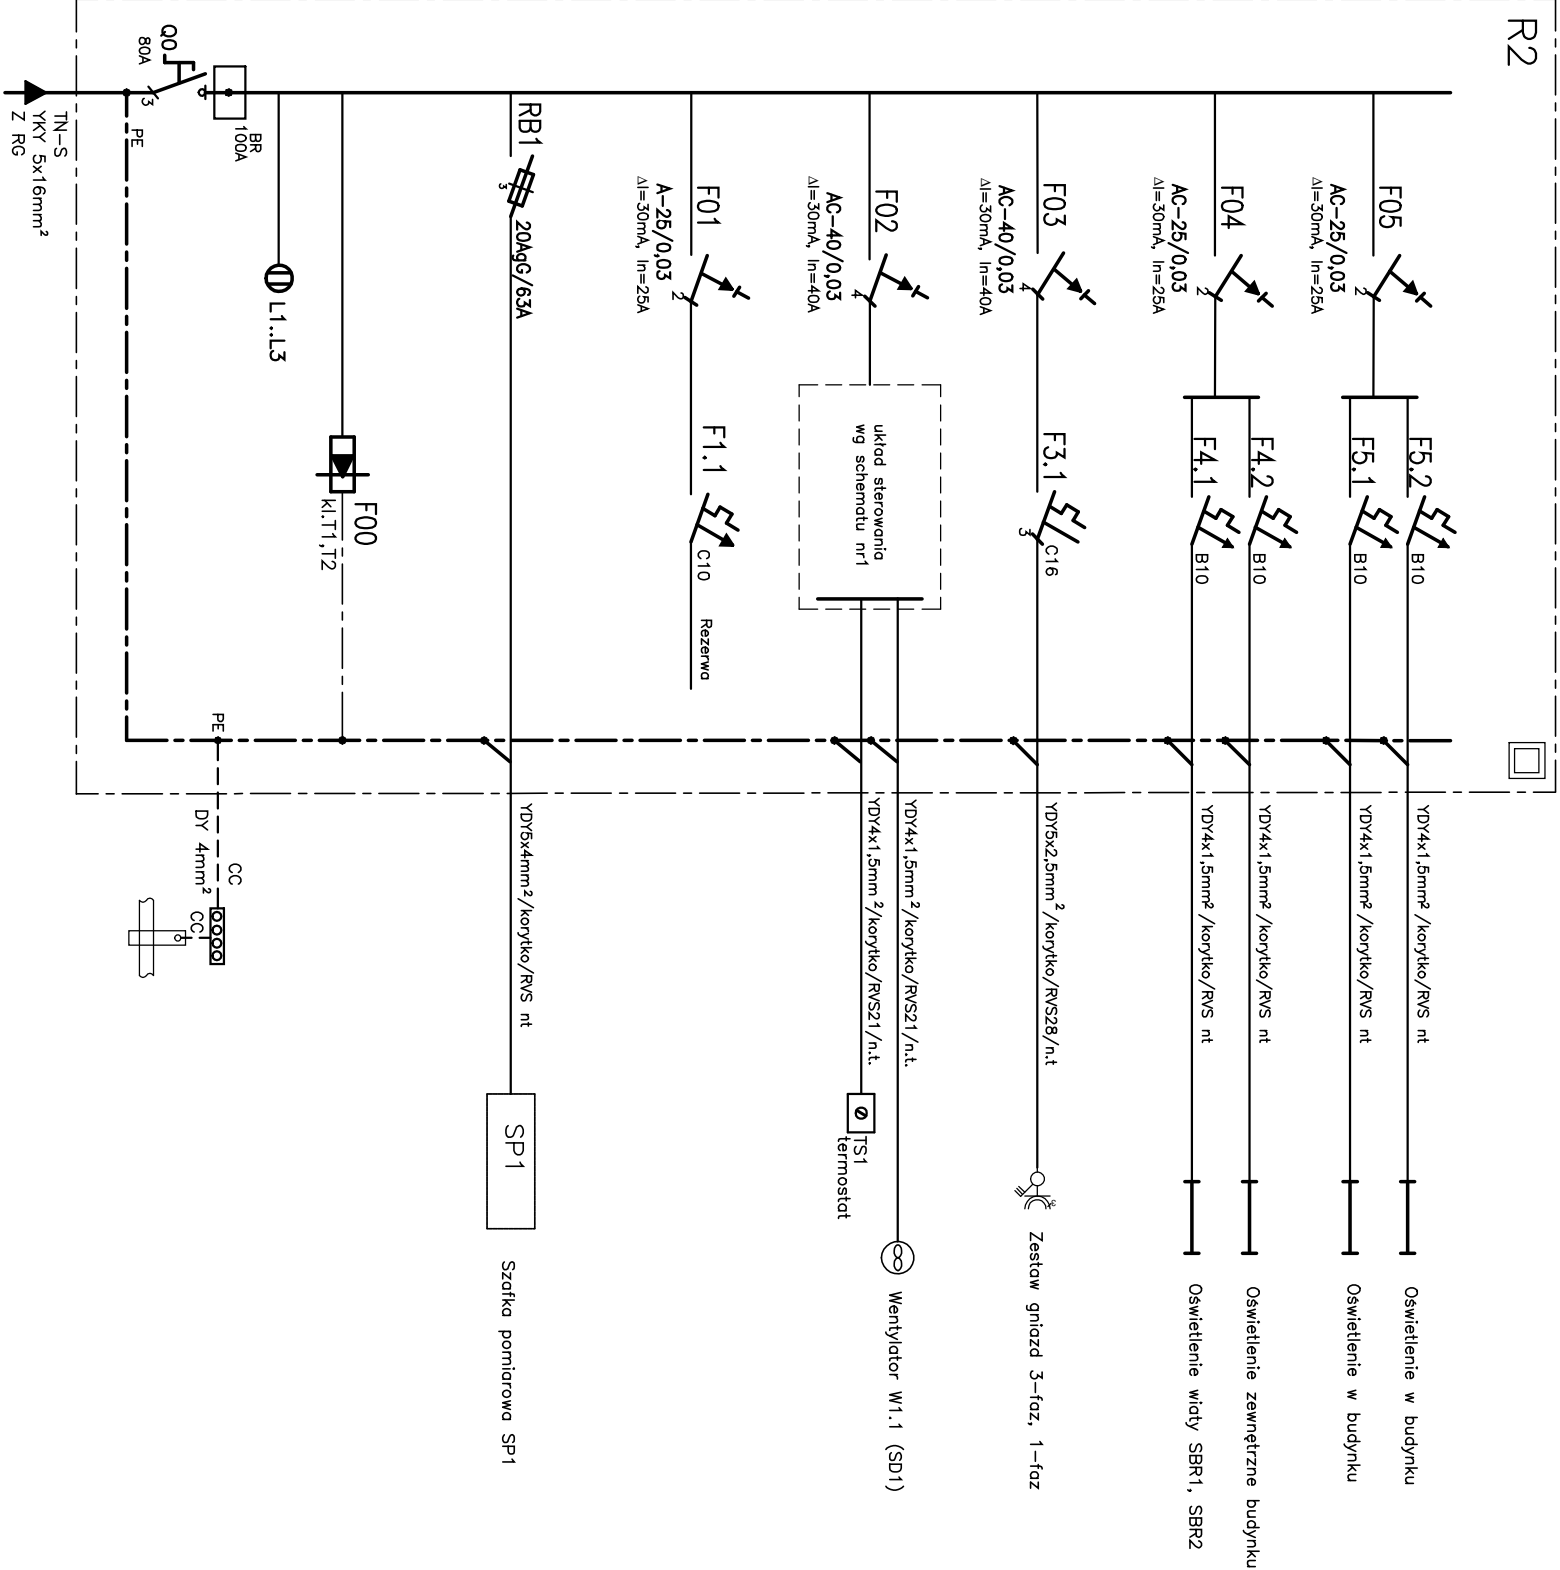 R2
Q0
80A
3
TN-S
YKY 5x16mm²
Z RG
PE
BR
100A
L1..L3
F00
kl.T1,T2
PE
CC
DY 4mm²
CC
RB1
3
20AgG/63A
YDY5x4mm²/korytko/RVS nt
SP1
Szafka pomiarowa SP1
F01
A-25/0,03
ΔI=30mA, In=25A
2
F1.1
C10
Rezerwa
F02
AC-40/0,03
ΔI=30mA, In=40A
4
układ sterowania
wg schematu nr1
YDY4x1,5mm²/korytko/RVS21/n.t.
YDY4x1,5mm²/korytko/RVS21/n.t.
TS1
termostat
Wentylator W1.1 (SD1)
F03
AC-40/0,03
ΔI=30mA, In=40A
4
F3.1
3
C16
YDY5x2,5mm²/korytko/RVS28/n.t
Zestaw gniazd 3-faz, 1-faz
F04
AC-25/0,03
ΔI=30mA, In=25A
2
F4.1
B10
YDY4x1,5mm²/korytko/RVS nt
Oświetlenie wiaty SBR1, SBR2
F4.2
B10
YDY4x1,5mm²/korytko/RVS nt
Oświetlenie zewnętrzne budynku
F05
AC-25/0,03
ΔI=30mA, In=25A
2
F5.1
B10
YDY4x1,5mm²/korytko/RVS nt
Oświetlenie w budynku
F5.2
B10
YDY4x1,5mm²/korytko/RVS nt
Oświetlenie w budynku